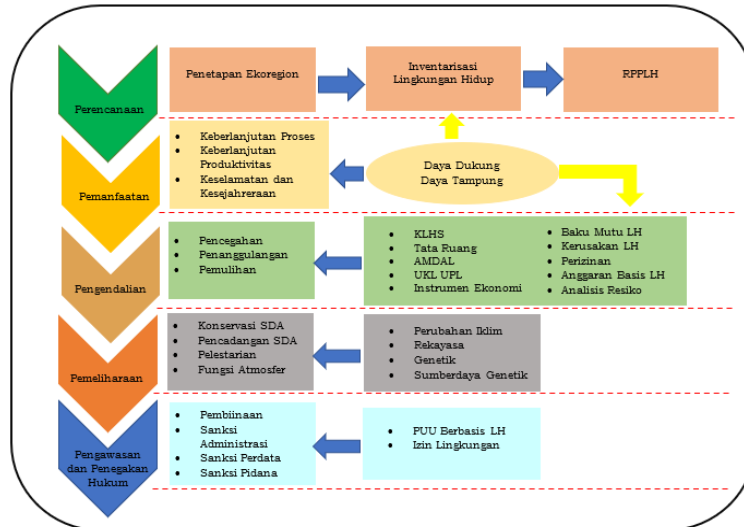 Perencanaan
Penetapan Ekoregion
Inventarisasi
Lingkungan Hidup
RPPLH
Pemanfaatan
• Keberlanjutan Proses
• Keberlanjutan
Produktivitas
• Keselamatan dan
Kesejahreraan
Daya Dukung
Daya Tampung
Pengendalian
• Pencegahan
• Penanggulangan
• Pemulihan
• KLHS
• Tata Ruang
• AMDAL
• UKL UPL
• Instrumen Ekonomi
• Baku Mutu LH
• Kerusakan LH
• Perizinan
• Anggaran Basis LH
• Analisis Resiko
Pemeliharaan
• Konservasi SDA
• Pencadangan SDA
• Pelestarian
• Fungsi Atmosfer
• Perubahan Iklim
• Rekayasa
• Genetik
• Sumberdaya Genetik
Pengawasan
dan Penegakan
Hukum
• Pembiinaan
• Sanksi
Administrasi
• Sanksi Perdata
• Sanksi Pidana
• PUU Berbasis LH
• Izin Lingkungan